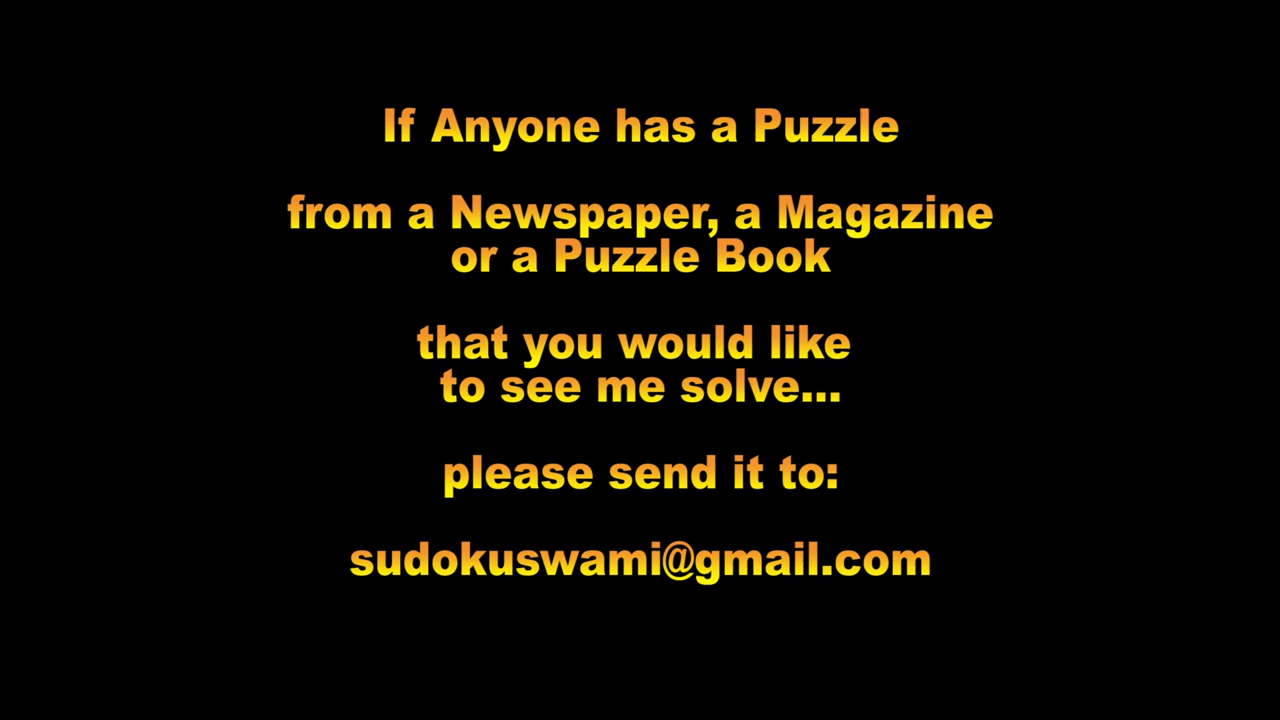 If Anyone has a Puzzle
from a Newspaper, a Magazine
or a Puzzle Book
that you would like
to see me solve...
please send it to:
sudokuswami@gmail.com